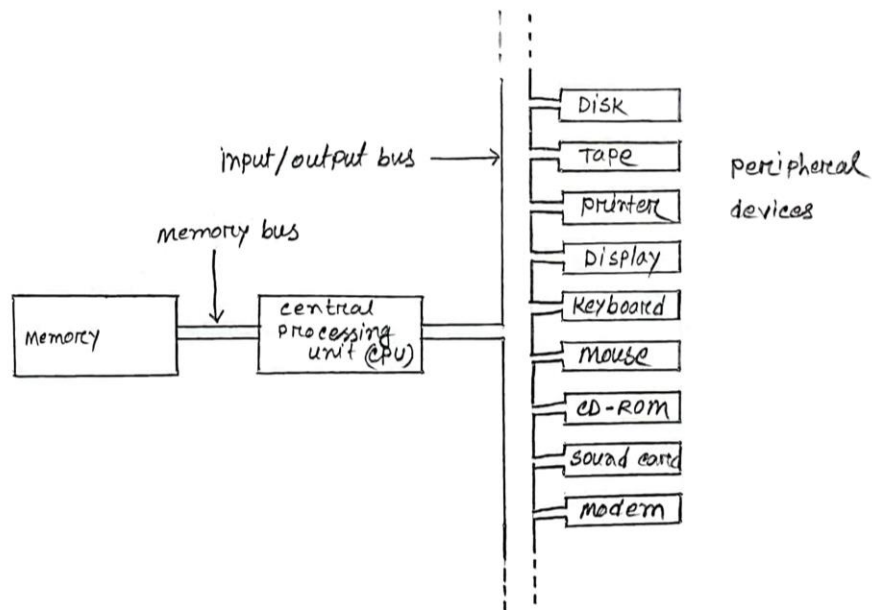 Disk
input/output bus
Tape
peripheral
devices
printer
memory bus
Display
central
processing
unit (CPU)
Keyboard
Memory
mouse
CD-ROM
sound card
modem